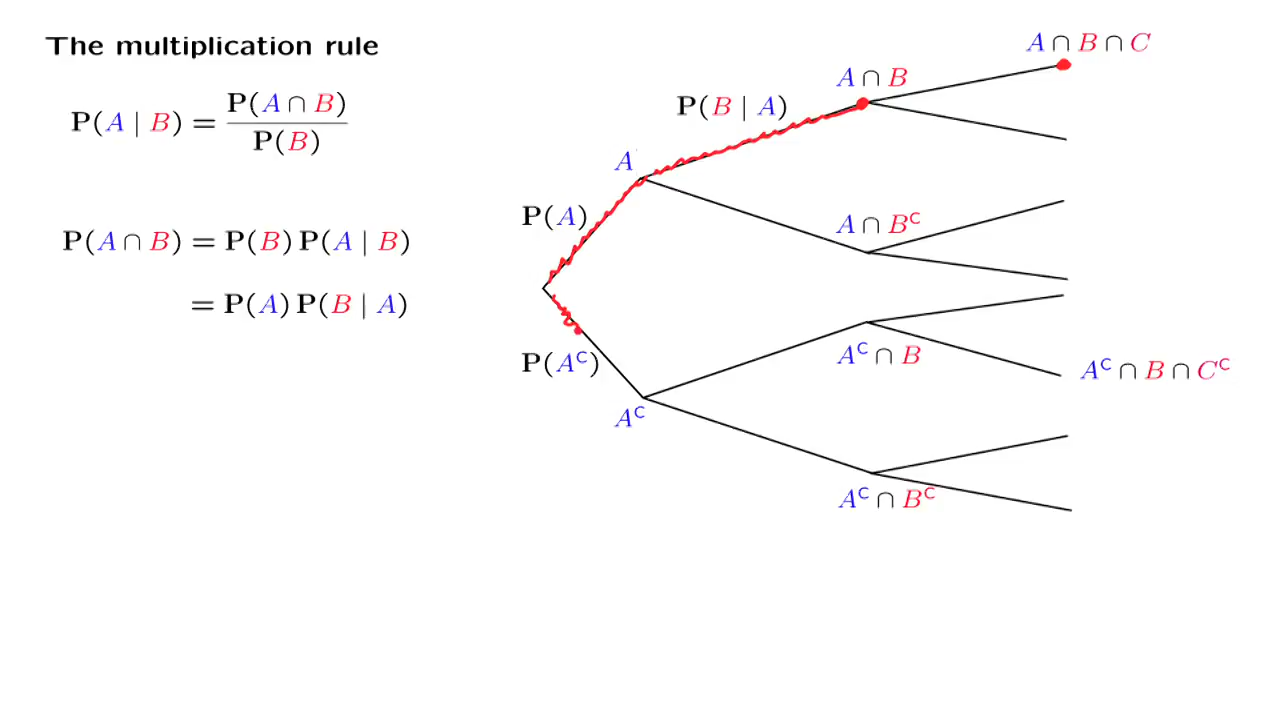 The multiplication rule
P(A | B) = P(A ∩ B) / P(B)
P(A ∩ B) = P(B) P(A | B)
= P(A) P(B | A)
A ∩ B ∩ C
A ∩ B
P(B | A)
A
P(A)
A ∩ Bᶜ
P(Aᶜ)
Aᶜ ∩ B
Aᶜ ∩ B ∩ Cᶜ
Aᶜ
Aᶜ ∩ Bᶜ